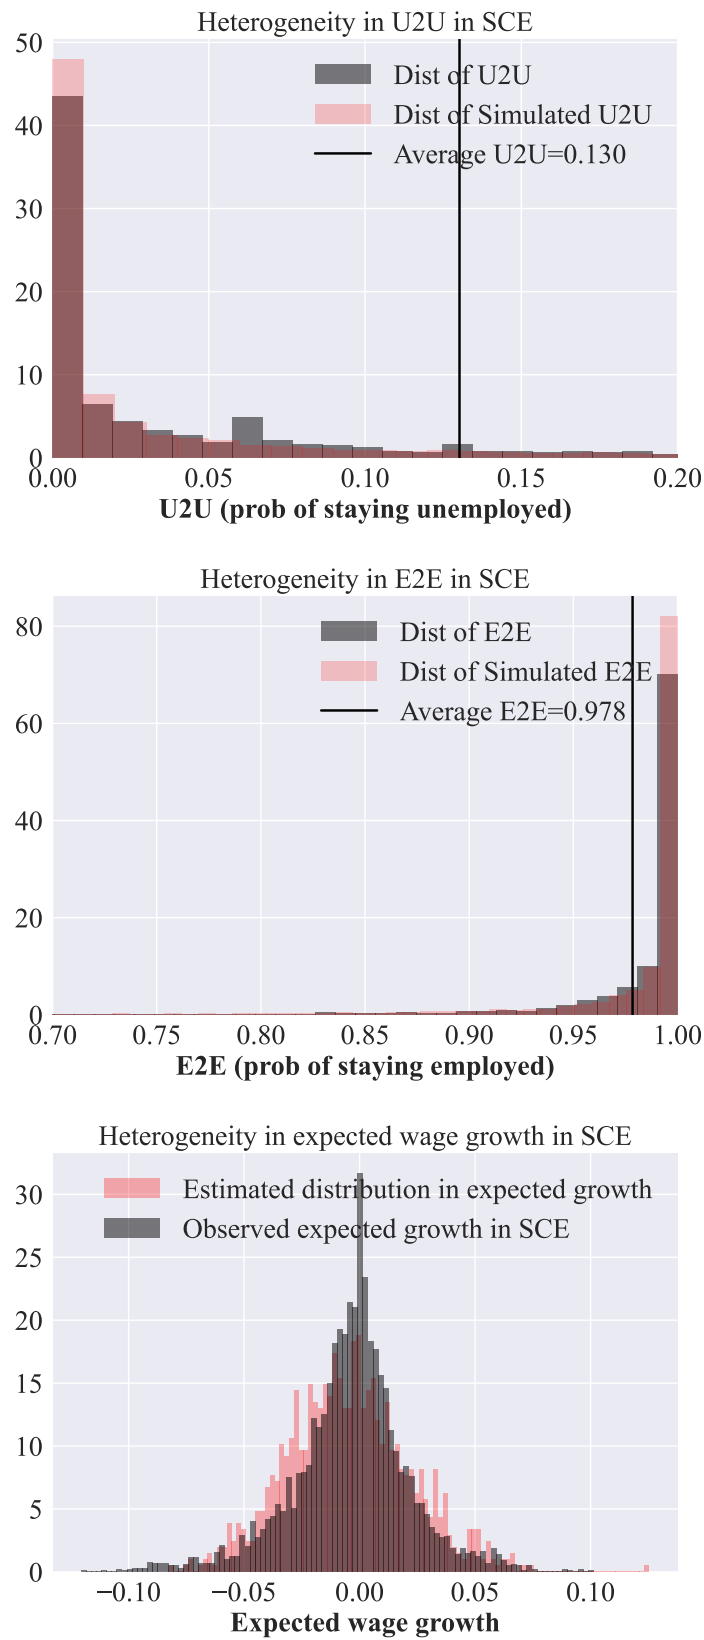 Heterogeneity in U2U in SCE
50
40
30
20
10
0
Dist of U2U
Dist of Simulated U2U
Average U2U=0.130
0.00 0.05 0.10 0.15 0.20
U2U (prob of staying unemployed)
Heterogeneity in E2E in SCE
80
60
40
20
0
Dist of E2E
Dist of Simulated E2E
Average E2E=0.978
0.70 0.75 0.80 0.85 0.90 0.95 1.00
E2E (prob of staying employed)
Heterogeneity in expected wage growth in SCE
30
25
20
15
10
5
0
Estimated distribution in expected growth
Observed expected growth in SCE
−0.10 −0.05 0.00 0.05 0.10
Expected wage growth